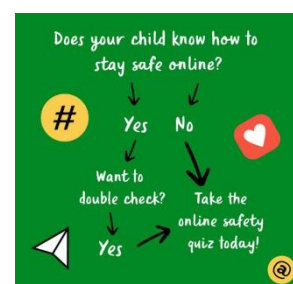 Does your child know how to
stay safe online?
#
Yes No
Want to
double check?
Take the
online safety
quiz today!
Yes
@